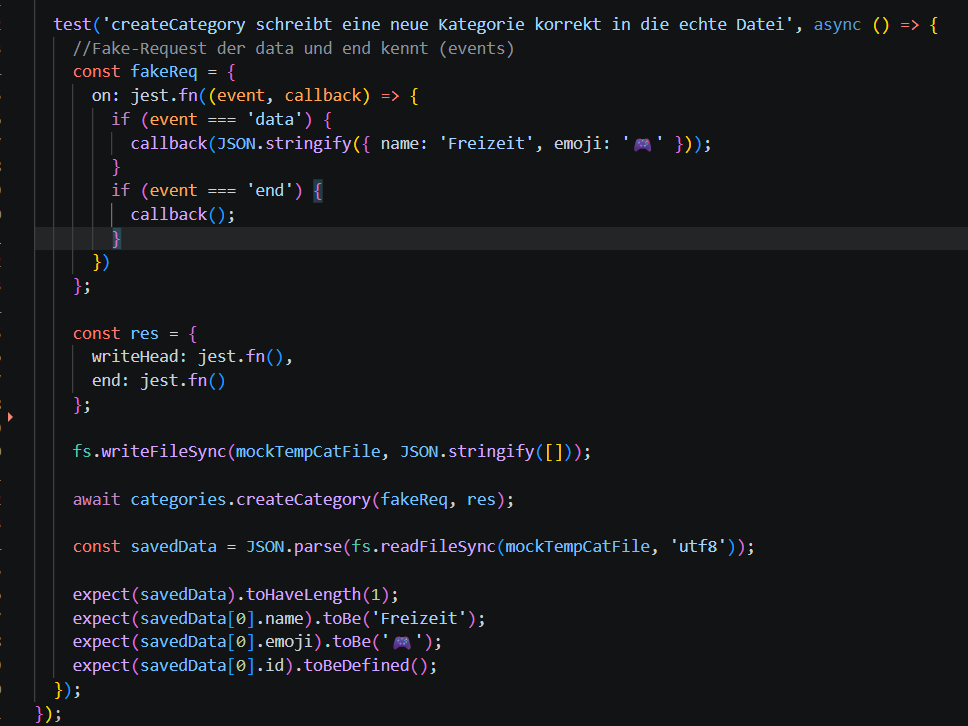 test('createCategory schreibt eine neue Kategorie korrekt in die echte Datei', async () => {
//Fake-Request der data und end kennt (events)
const fakeReq = {
on: jest.fn((event, callback) => {
if (event === 'data') {
callback(JSON.stringify({ name: 'Freizeit', emoji: '🎮' }));
}
if (event === 'end') {
callback();
}
})
};
const res = {
writeHead: jest.fn(),
end: jest.fn()
};
fs.writeFileSync(mockTempCatFile, JSON.stringify([]));
await categories.createCategory(fakeReq, res);
const savedData = JSON.parse(fs.readFileSync(mockTempCatFile, 'utf8'));
expect(savedData).toHaveLength(1);
expect(savedData[0].name).toBe('Freizeit');
expect(savedData[0].emoji).toBe('🎮');
expect(savedData[0].id).toBeDefined();
});
});